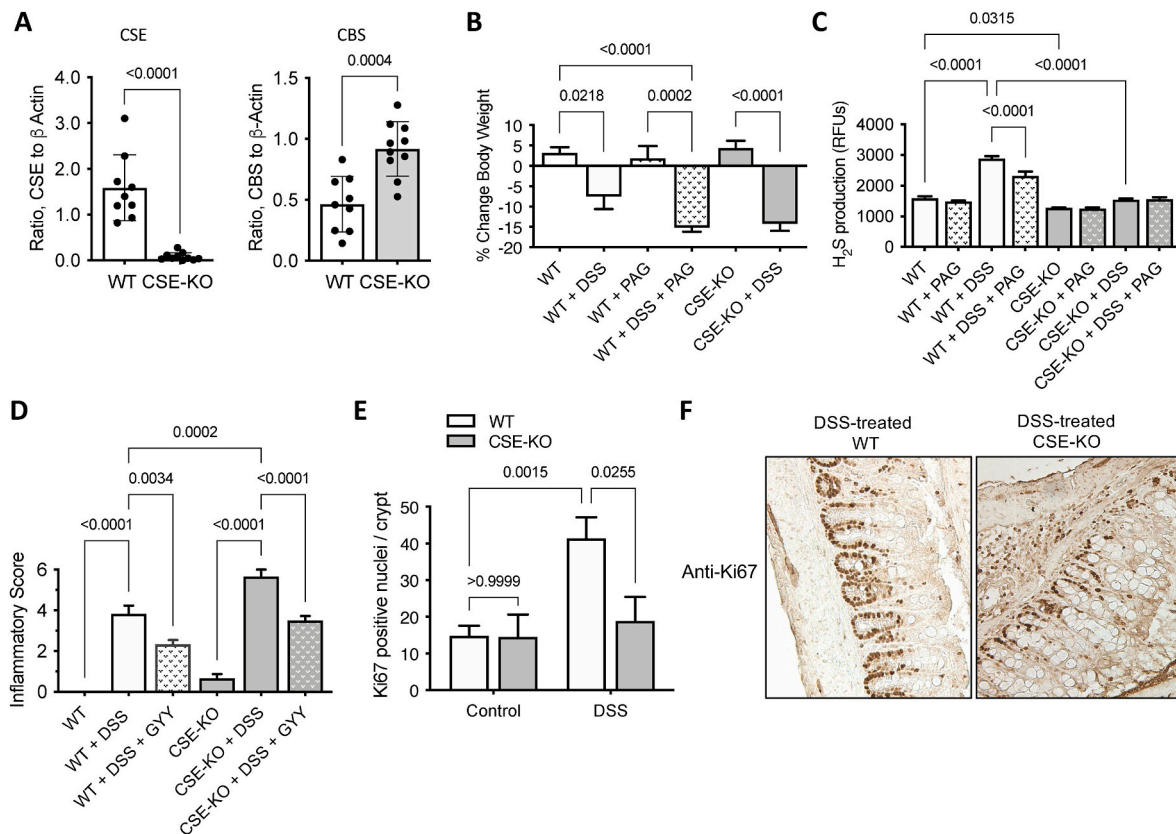 A
CSE
<0.0001
Ratio, CSE to β Actin
4.0
3.0
2.0
1.0
0.0
WT CSE-KO
CBS
0.0004
Ratio, CBS to β-Actin
1.5
1.0
0.5
0.0
WT CSE-KO
B
<0.0001
0.0218
0.0002
<0.0001
% Change Body Weight
10
5
0
-5
-10
-15
-20
WT
WT + DSS
WT + PAG
WT + DSS + PAG
CSE-KO
CSE-KO + DSS
C
0.0315
<0.0001
<0.0001
<0.0001
H₂S production (RFUs)
4000
3000
2000
1000
0
WT
WT + PAG
WT + DSS
WT + DSS + PAG
CSE-KO
CSE-KO + PAG
CSE-KO + DSS
CSE-KO + DSS + PAG
D
0.0002
0.0034
<0.0001
<0.0001
<0.0001
Inflammatory Score
6
4
2
0
WT
WT + DSS
WT + DSS + GYY
CSE-KO
CSE-KO + DSS
CSE-KO + DSS + GYY
E
WT
CSE-KO
0.0015
0.0255
>0.9999
Ki67 positive nuclei / crypt
50
40
30
20
10
0
Control
DSS
F
DSS-treated
WT
DSS-treated
CSE-KO
Anti-Ki67